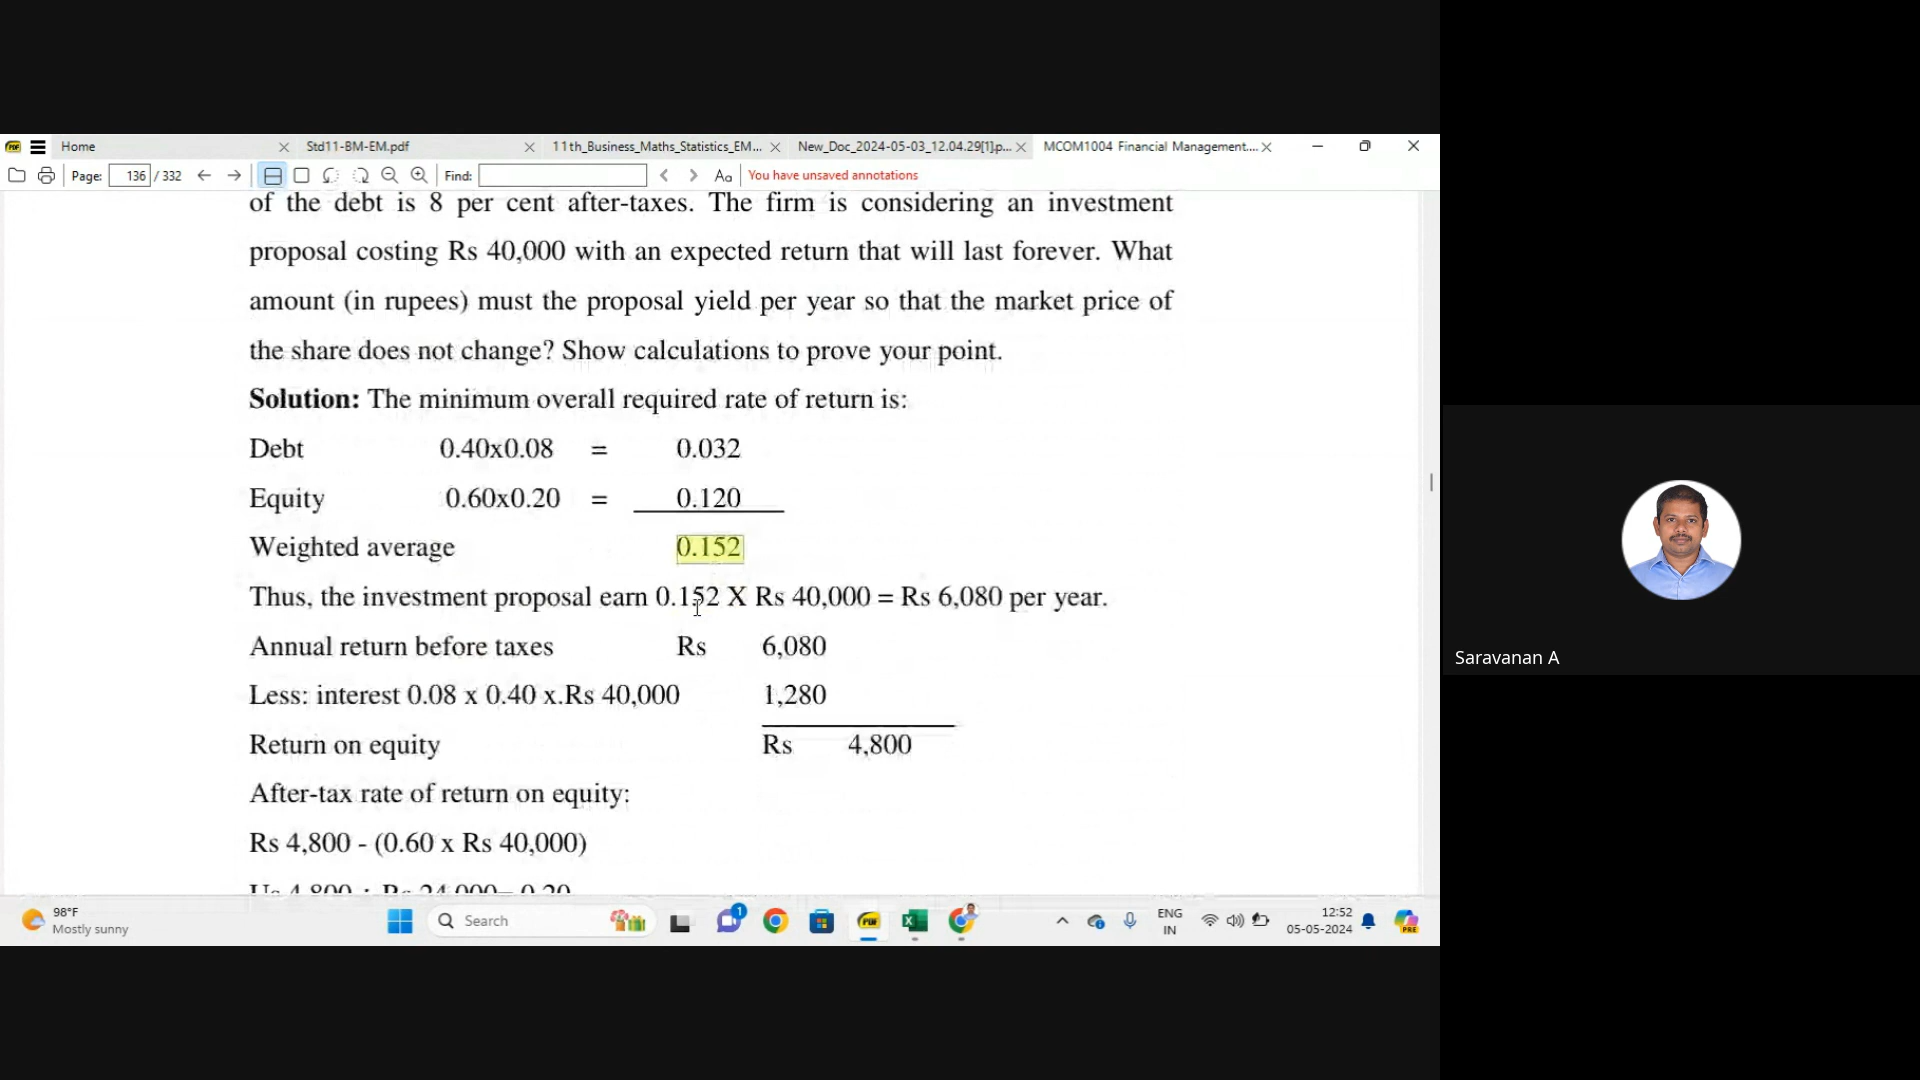 Home
Std11-BM-EM.pdf
11th_Business_Maths_Statistics_EM...
New_Doc_2024-05-03_12.04.29[1].p...
MCOM1004 Financial Management....
Page: 136 / 332
Find:
You have unsaved annotations
of the debt is 8 per cent after-taxes. The firm is considering an investment
proposal costing Rs 40,000 with an expected return that will last forever. What
amount (in rupees) must the proposal yield per year so that the market price of
the share does not change? Show calculations to prove your point.
Solution: The minimum overall required rate of return is:
Debt 0.40x0.08 = 0.032
Equity 0.60x0.20 = 0.120
Weighted average 0.152
Thus, the investment proposal earn 0.152 X Rs 40,000 = Rs 6,080 per year.
Annual return before taxes Rs 6,080
Less: interest 0.08 x 0.40 x.Rs 40,000 1,280
Return on equity Rs 4,800
After-tax rate of return on equity:
Rs 4,800 - (0.60 x Rs 40,000)
Saravanan A
98°F
Mostly sunny
Search
1
ENG
IN
12:52
05-05-2024